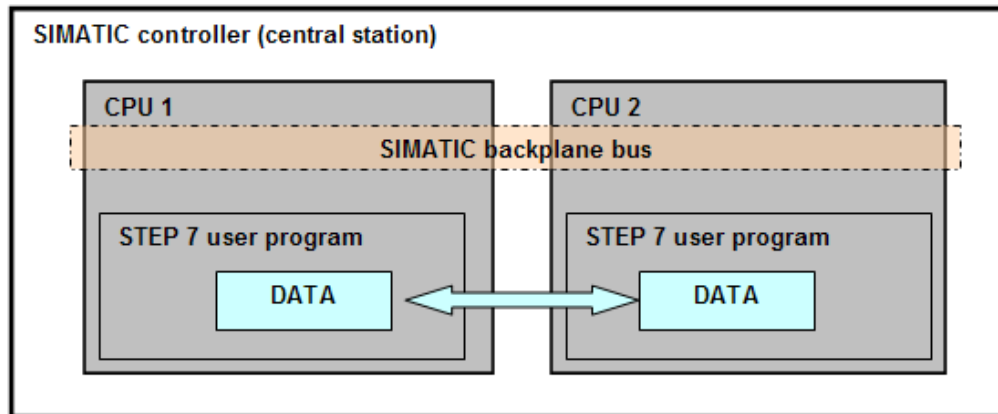 SIMATIC controller (central station)
CPU 1
CPU 2
SIMATIC backplane bus
STEP 7 user program
STEP 7 user program
DATA
DATA